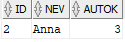 ID NEV AUTOK
2 Anna 3